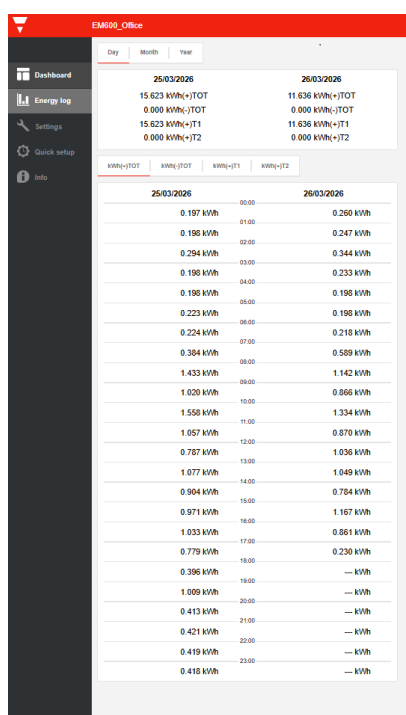 EM600_Office
Day Month Year
Dashboard
Energy log
Settings
Quick setup
Info
25/03/2026 26/03/2026
15.623 kWh(+)TOT 11.636 kWh(+)TOT
0.000 kWh(-)TOT 0.000 kWh(-)TOT
15.623 kWh(+)T1 11.636 kWh(+)T1
0.000 kWh(+)T2 0.000 kWh(+)T2
kWh(+)TOT kWh(-)TOT kWh(+)T1 kWh(+)T2
25/03/2026 26/03/2026
00:00
0.197 kWh 0.260 kWh
01:00
0.198 kWh 0.247 kWh
02:00
0.294 kWh 0.344 kWh
03:00
0.198 kWh 0.233 kWh
04:00
0.198 kWh 0.198 kWh
05:00
0.223 kWh 0.198 kWh
06:00
0.224 kWh 0.218 kWh
07:00
0.384 kWh 0.589 kWh
08:00
1.433 kWh 1.142 kWh
09:00
1.020 kWh 0.866 kWh
10:00
1.558 kWh 1.334 kWh
11:00
1.057 kWh 0.870 kWh
12:00
0.787 kWh 1.036 kWh
13:00
1.077 kWh 1.049 kWh
14:00
0.904 kWh 0.784 kWh
15:00
0.971 kWh 1.167 kWh
16:00
1.033 kWh 0.861 kWh
17:00
0.779 kWh 0.230 kWh
18:00
0.396 kWh --- kWh
19:00
1.009 kWh --- kWh
20:00
0.413 kWh --- kWh
21:00
0.421 kWh --- kWh
22:00
0.419 kWh --- kWh
23:00
0.418 kWh --- kWh